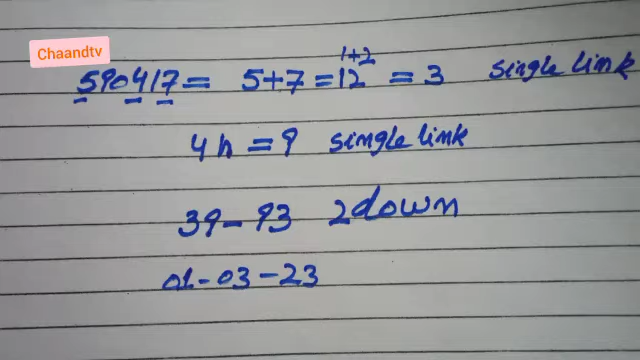 Chaandtv
1+2
590417 = 5+7 = 12 = 3 single link
4h = 9 single link
39-93 2down
01-03-23